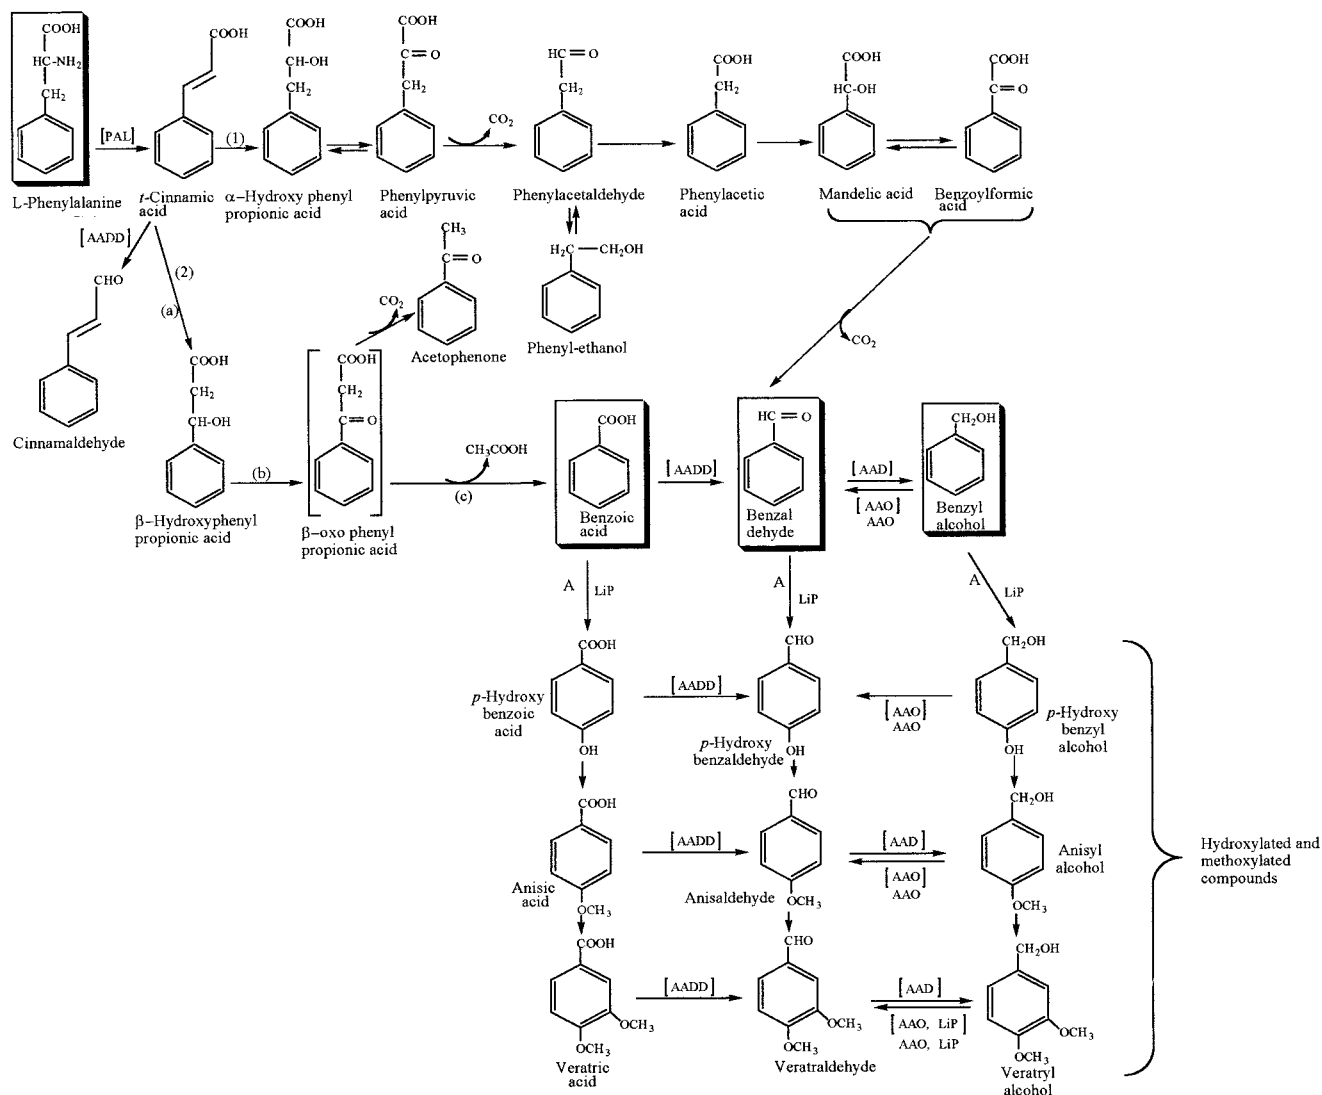 COOH
HC-NH2
CH2
L-Phenylalanine
[PAL]
COOH
t-Cinnamic
acid
(1)
COOH
CH-OH
CH2
α-Hydroxy phenyl
propionic acid
COOH
C=O
CH2
Phenylpyruvic
acid
CO2
HC=O
CH2
Phenylacetaldehyde
COOH
CH2
Phenylacetic
acid
COOH
HC-OH
Mandelic acid
COOH
C=O
Benzoylformic
acid
[AADD]
CHO
Cinnamaldehyde
(2)
(a)
COOH
CH2
CH-OH
β-Hydroxyphenyl
propionic acid
(b)
COOH
CH2
C=O
β-oxo phenyl
propionic acid
CO2
CH3
C=O
Acetophenone
H2C-CH2OH
Phenyl-ethanol
CO2
CH3COOH
(c)
COOH
Benzoic
acid
[AADD]
HC=O
Benzal
dehyde
[AAD]
[AAO]
AAO
CH2OH
Benzyl
alcohol
A
LiP
A
LiP
A
LiP
COOH
OH
p-Hydroxy
benzoic
acid
[AADD]
CHO
OH
p-Hydroxy
benzaldehyde
[AAO]
AAO
CH2OH
OH
p-Hydroxy
benzyl
alcohol
COOH
OCH3
Anisic
acid
[AADD]
CHO
OCH3
Anisaldehyde
[AAD]
[AAO]
AAO
CH2OH
OCH3
Anisyl
alcohol
Hydroxylated and
methoxylated
compounds
COOH
OCH3
OCH3
Veratric
acid
[AADD]
CHO
OCH3
OCH3
Veratraldehyde
[AAD]
[AAO, LiP]
AAO, LiP
CH2OH
OCH3
OCH3
Veratryl
alcohol